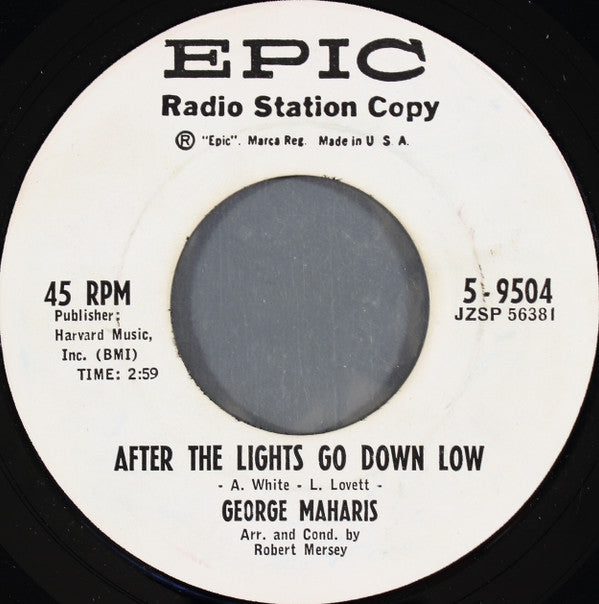 EPIC
Radio Station Copy
Ⓡ "Epic". Marca Reg. Made in U S A.
45 RPM
Publisher:
Harvard Music,
Inc. (BMI)
TIME: 2:59
5-9504
JZSP 56381
AFTER THE LIGHTS GO DOWN LOW
- A. White - L. Lovett -
GEORGE MAHARIS
Arr. and Cond. by
Robert Mersey